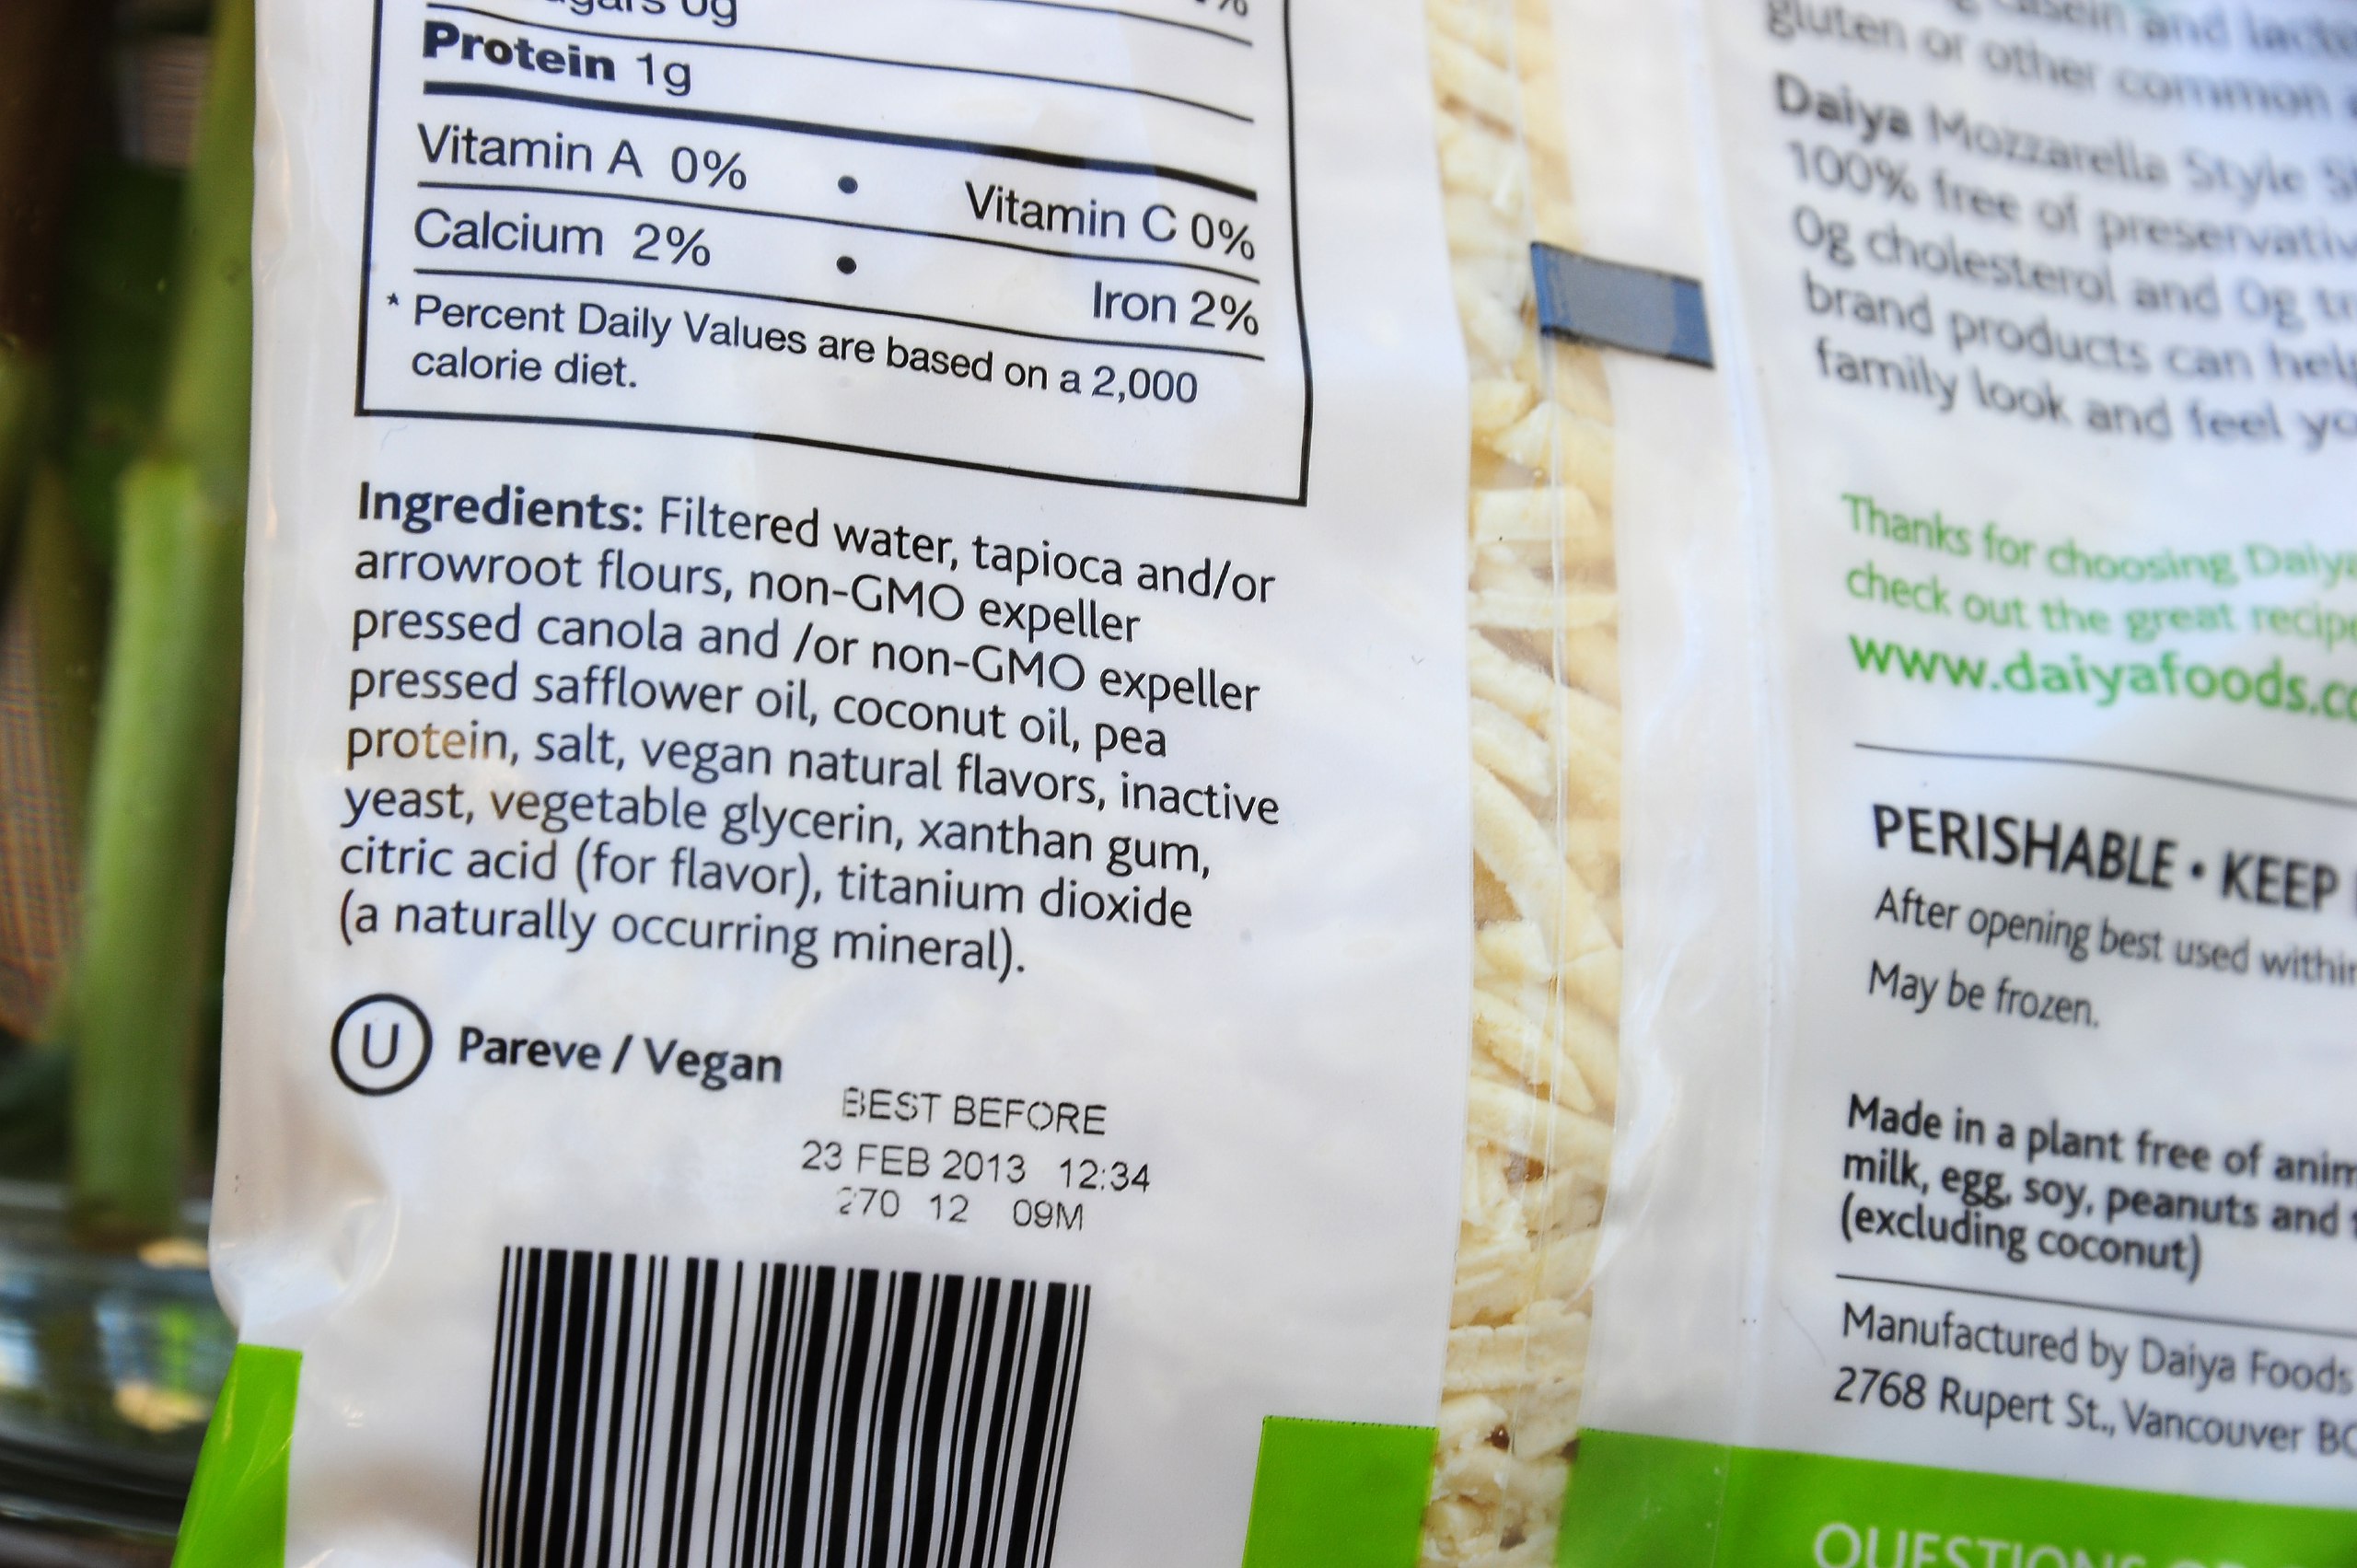 Sugars 0g
Protein 1g
Vitamin A 0% • Vitamin C 0%
Calcium 2% • Iron 2%
* Percent Daily Values are based on a 2,000
calorie diet.
Ingredients: Filtered water, tapioca and/or
arrowroot flours, non-GMO expeller
pressed canola and /or non-GMO expeller
pressed safflower oil, coconut oil, pea
protein, salt, vegan natural flavors, inactive
yeast, vegetable glycerin, xanthan gum,
citric acid (for flavor), titanium dioxide
(a naturally occurring mineral).
U Pareve / Vegan
BEST BEFORE
23 FEB 2013 12:34
270 12 09M
casein and
gluten or other common
Daiya Mozzarella Style
100% free of
0g cholesterol and 0g
brand products can
family look and feel
Thanks for choosing Daiya
check out the great
www.daiyafoods.co
PERISHABLE • KEEP
After opening best used
May be frozen.
Made in a plant free of
milk, egg, soy, peanuts and
(excluding coconut)
Manufactured by Daiya Foods
2768 Rupert St., Vancouver BC
QUESTIONS